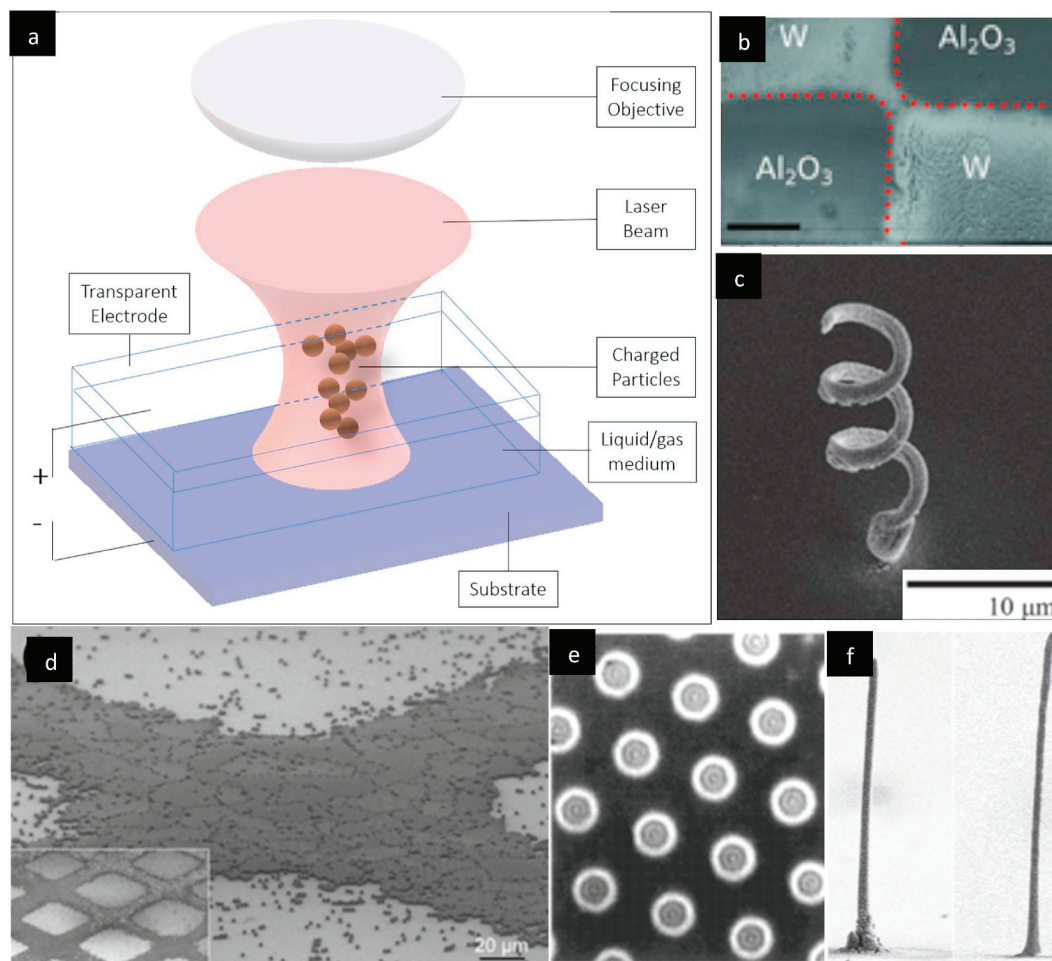 a
Focusing
Objective
Laser
Beam
Transparent
Electrode
Charged
Particles
Liquid/gas
medium
+
-
Substrate
b
W
Al₂O₃
Al₂O₃
W
c
10 μm
d
20 μm
e
f